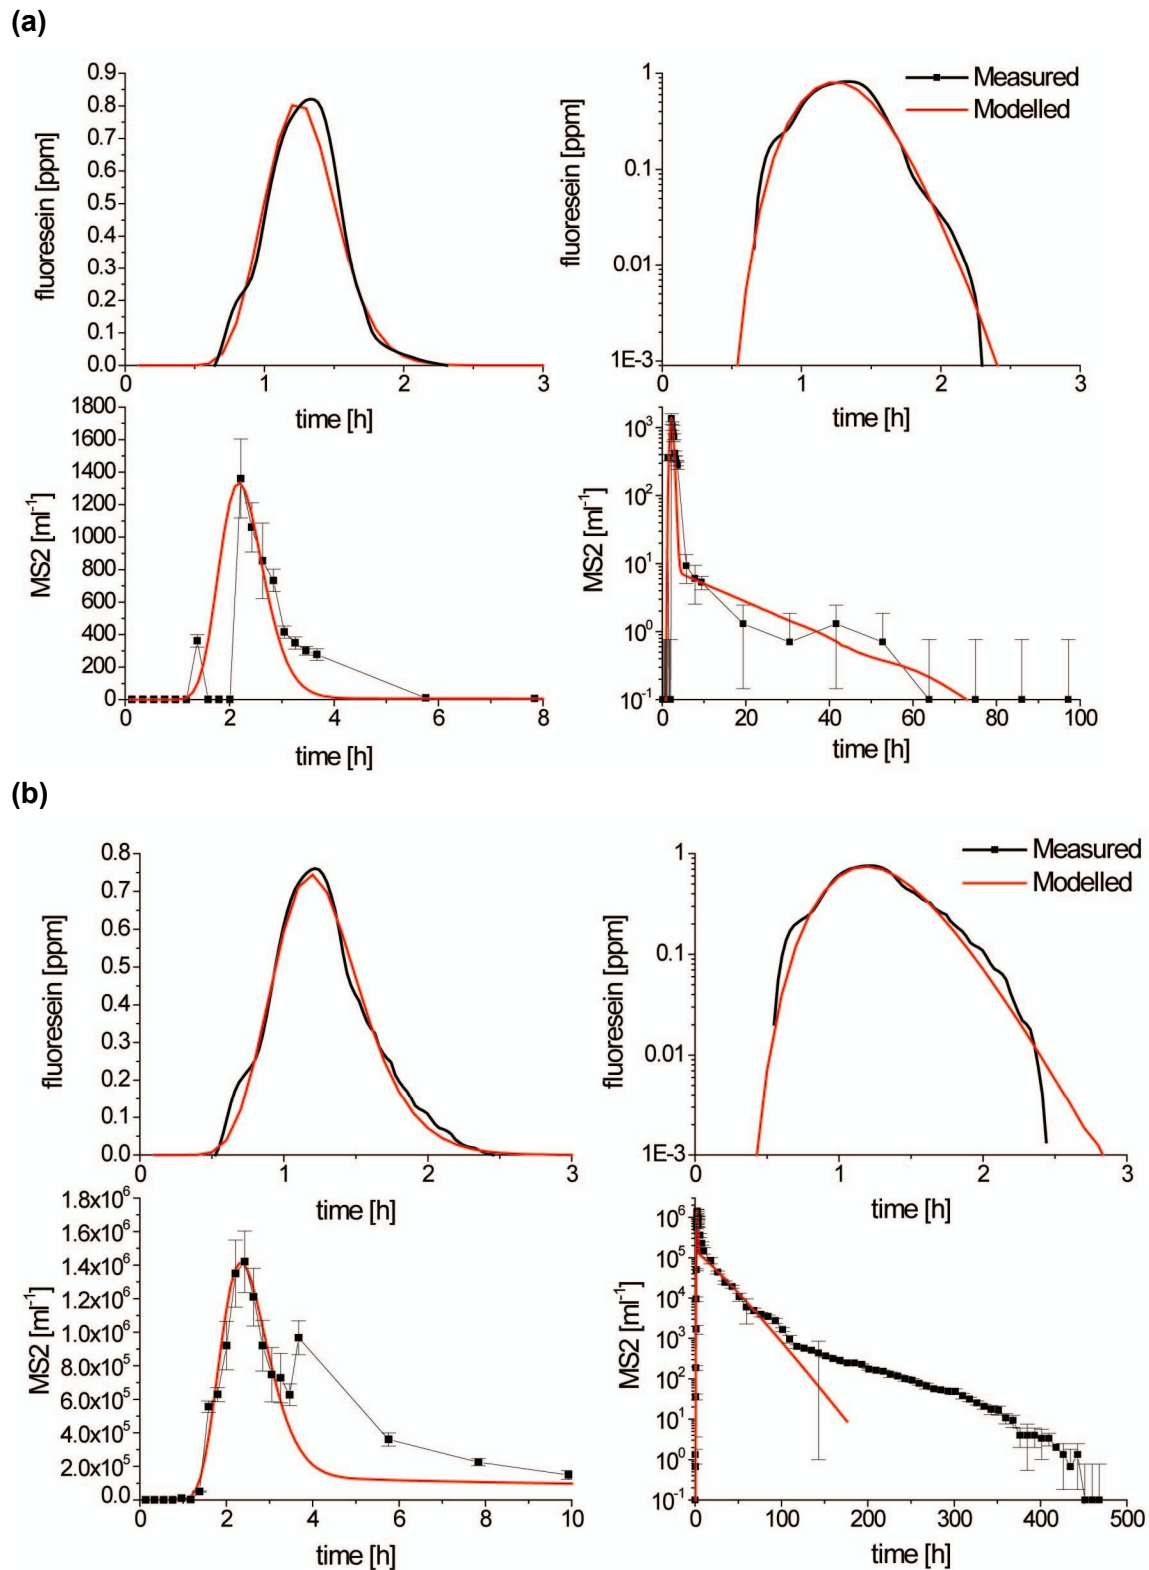 (a)
0.9
0.8
0.7
0.6
0.5
0.4
0.3
0.2
0.1
0.0
fluoresein [ppm]
0 1 2 3
time [h]
1
0.1
0.01
1E-3
fluoresein [ppm]
0 1 2 3
time [h]
Measured
Modelled
1800
1600
1400
1200
1000
800
600
400
200
0
MS2 [ml⁻¹]
0 2 4 6 8
time [h]
10³
10²
10¹
10⁰
10⁻¹
MS2 [ml⁻¹]
0 20 40 60 80 100
time [h]
(b)
0.8
0.7
0.6
0.5
0.4
0.3
0.2
0.1
0.0
fluoresein [ppm]
0 1 2 3
time [h]
1
0.1
0.01
1E-3
fluoresein [ppm]
0 1 2 3
time [h]
Measured
Modelled
1.8x10⁶
1.6x10⁶
1.4x10⁶
1.2x10⁶
1.0x10⁶
8.0x10⁵
6.0x10⁵
4.0x10⁵
2.0x10⁵
0.0
MS2 [ml⁻¹]
0 2 4 6 8 10
time [h]
10⁶
10⁵
10⁴
10³
10²
10¹
10⁰
10⁻¹
MS2 [ml⁻¹]
0 100 200 300 400 500
time [h]